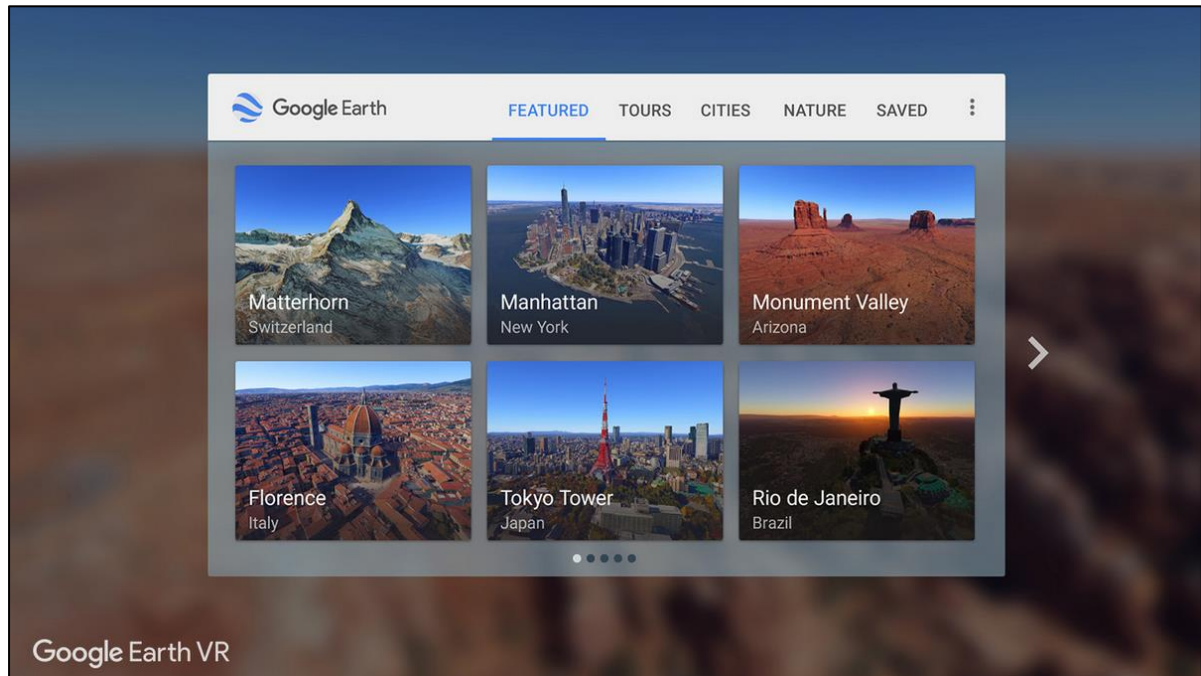 Google Earth
FEATURED TOURS CITIES NATURE SAVED
Matterhorn
Switzerland
Manhattan
New York
Monument Valley
Arizona
Florence
Italy
Tokyo Tower
Japan
Rio de Janeiro
Brazil
Google Earth VR